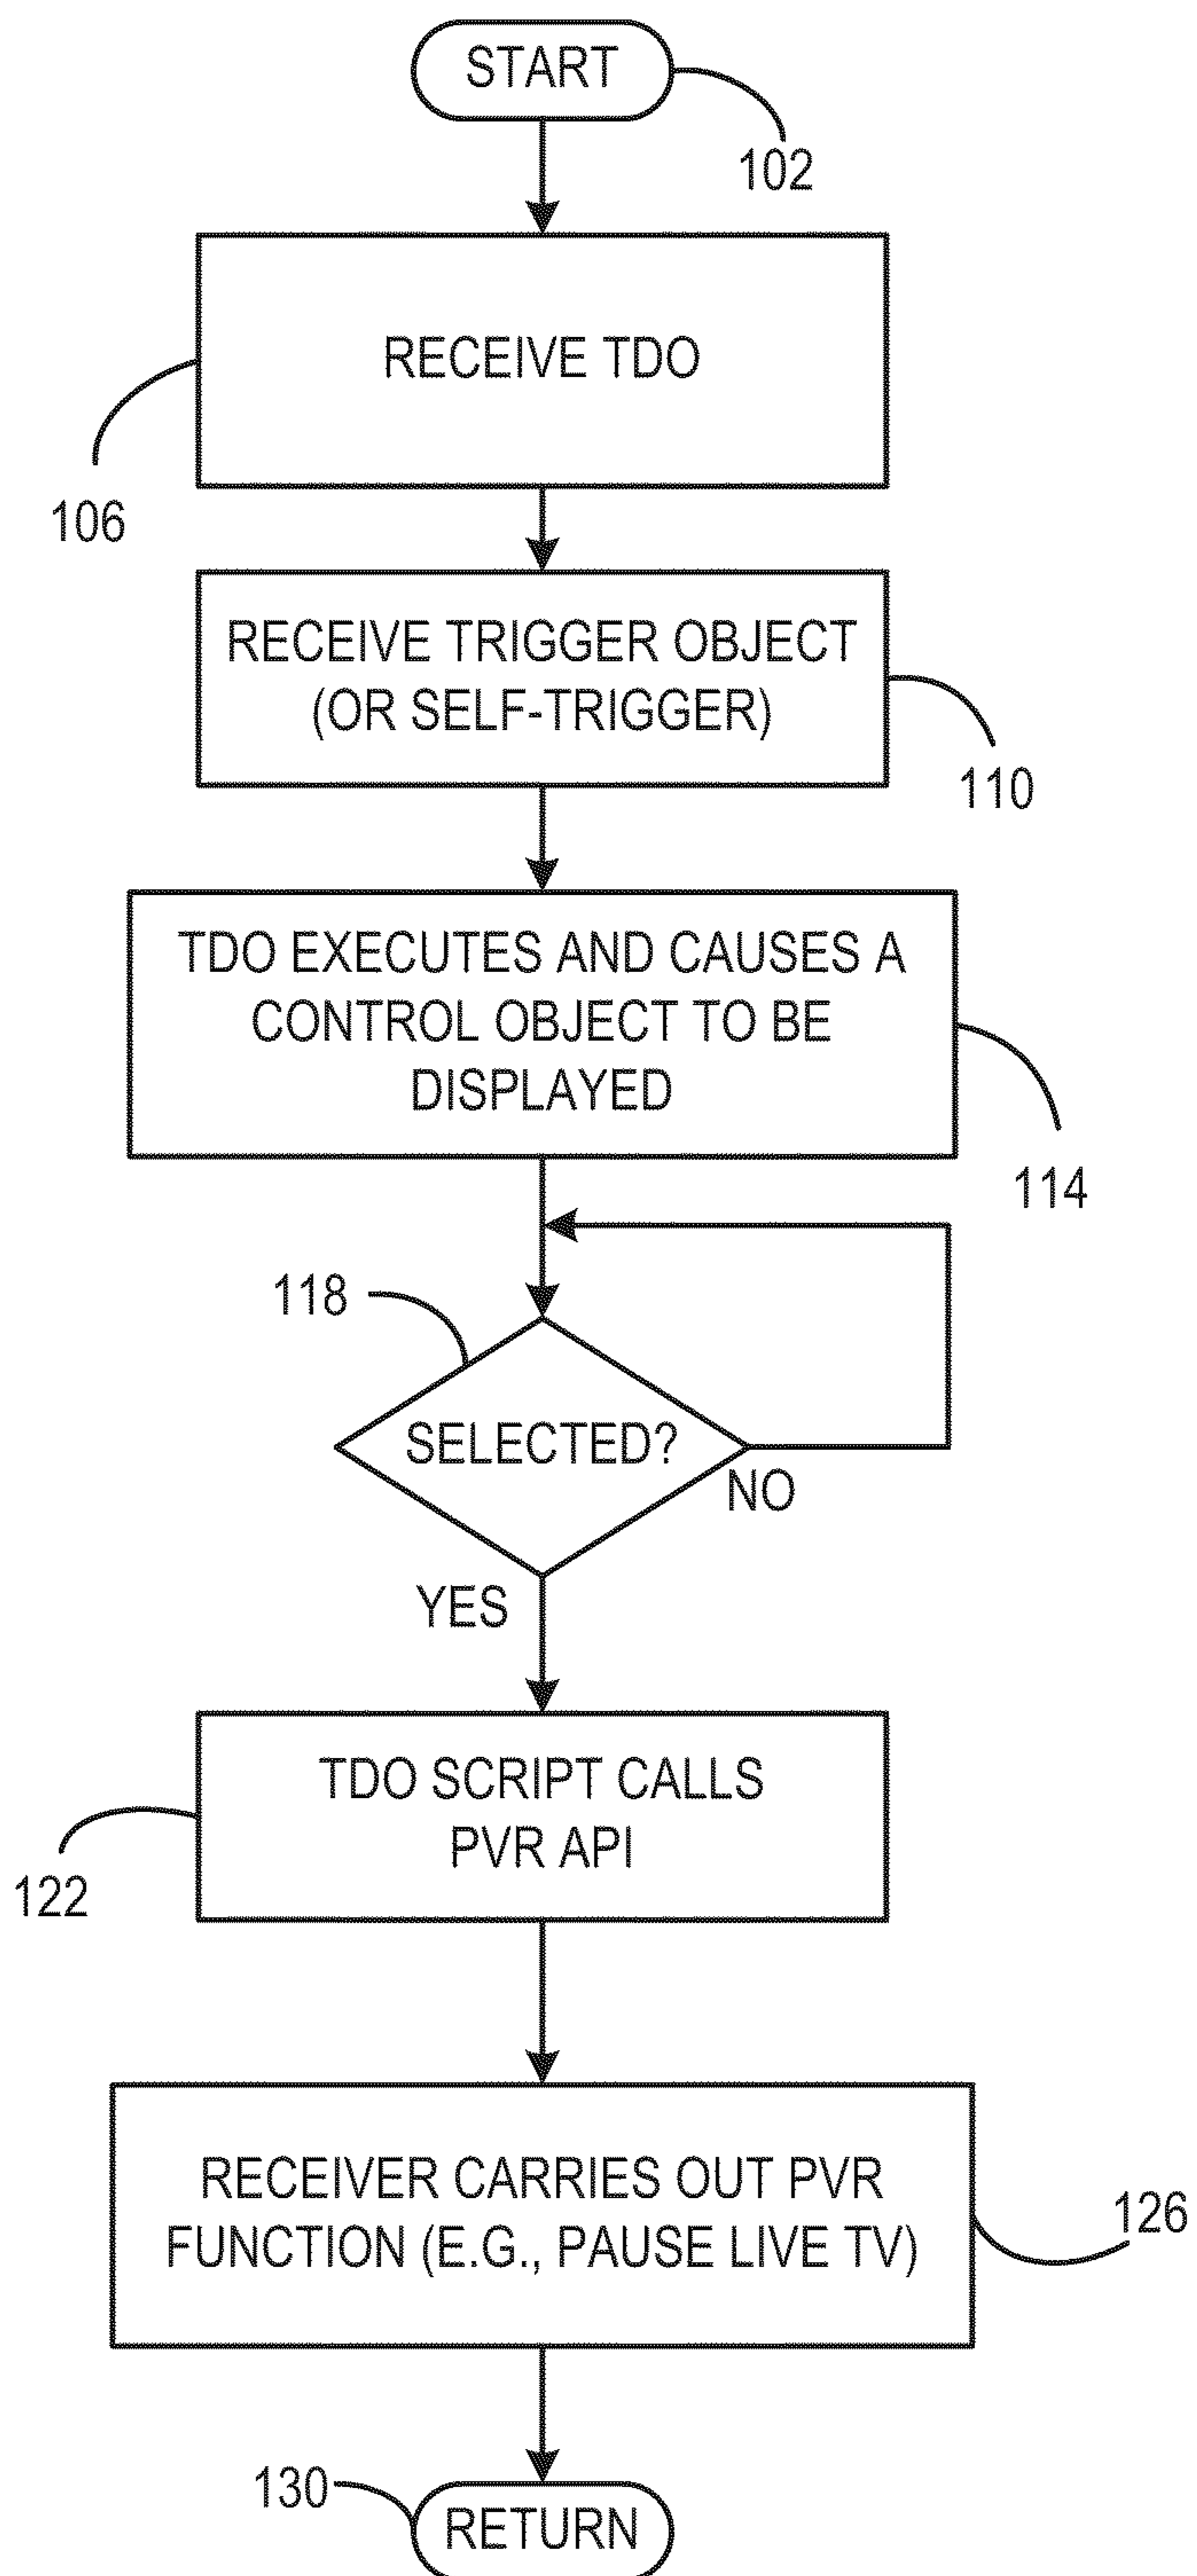 START
102
RECEIVE TDO
106
RECEIVE TRIGGER OBJECT
(OR SELF-TRIGGER)
110
TDO EXECUTES AND CAUSES A
CONTROL OBJECT TO BE
DISPLAYED
114
118
SELECTED?
NO
YES
TDO SCRIPT CALLS
PVR API
122
RECEIVER CARRIES OUT PVR
FUNCTION (E.G., PAUSE LIVE TV)
126
130
RETURN